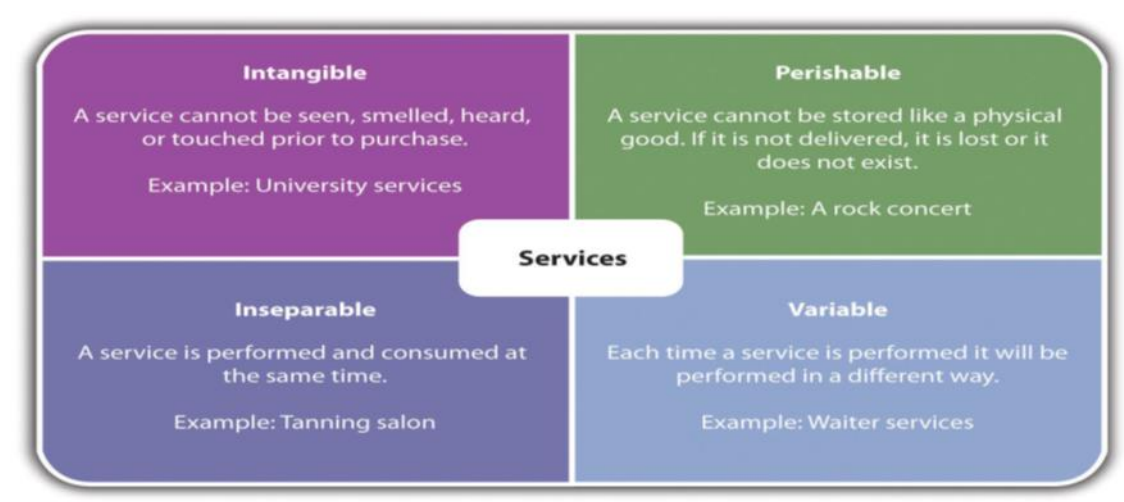 Intangible
A service cannot be seen, smelled, heard,
or touched prior to purchase.
Example: University services
Perishable
A service cannot be stored like a physical
good. If it is not delivered, it is lost or it
does not exist.
Example: A rock concert
Services
Inseparable
A service is performed and consumed at
the same time.
Example: Tanning salon
Variable
Each time a service is performed it will be
performed in a different way.
Example: Waiter services